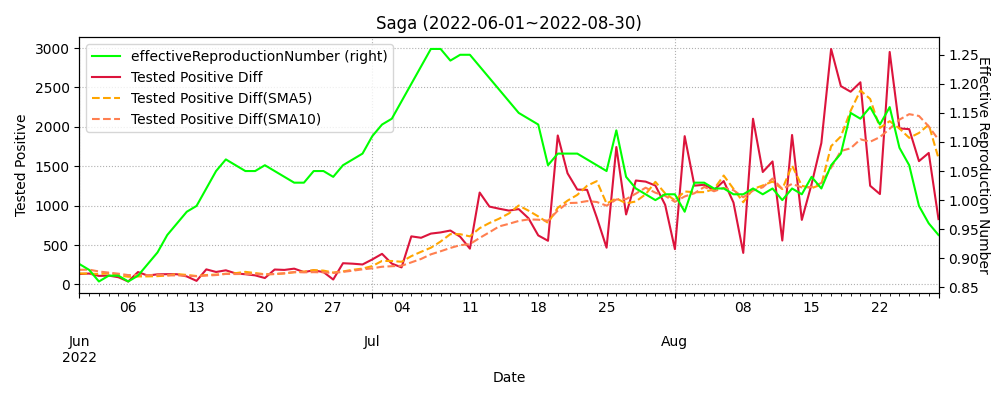 Saga (2022-06-01~2022-08-30)
effectiveReproductionNumber (right)
Tested Positive Diff
Tested Positive Diff(SMA5)
Tested Positive Diff(SMA10)
Tested Positive
3000
2500
2000
1500
1000
500
0
Effective Reproduction Number
1.25
1.20
1.15
1.10
1.05
1.00
0.95
0.90
0.85
06 13 20 27 04 11 18 25 08 15 22
Jun Jul Aug
2022
Date